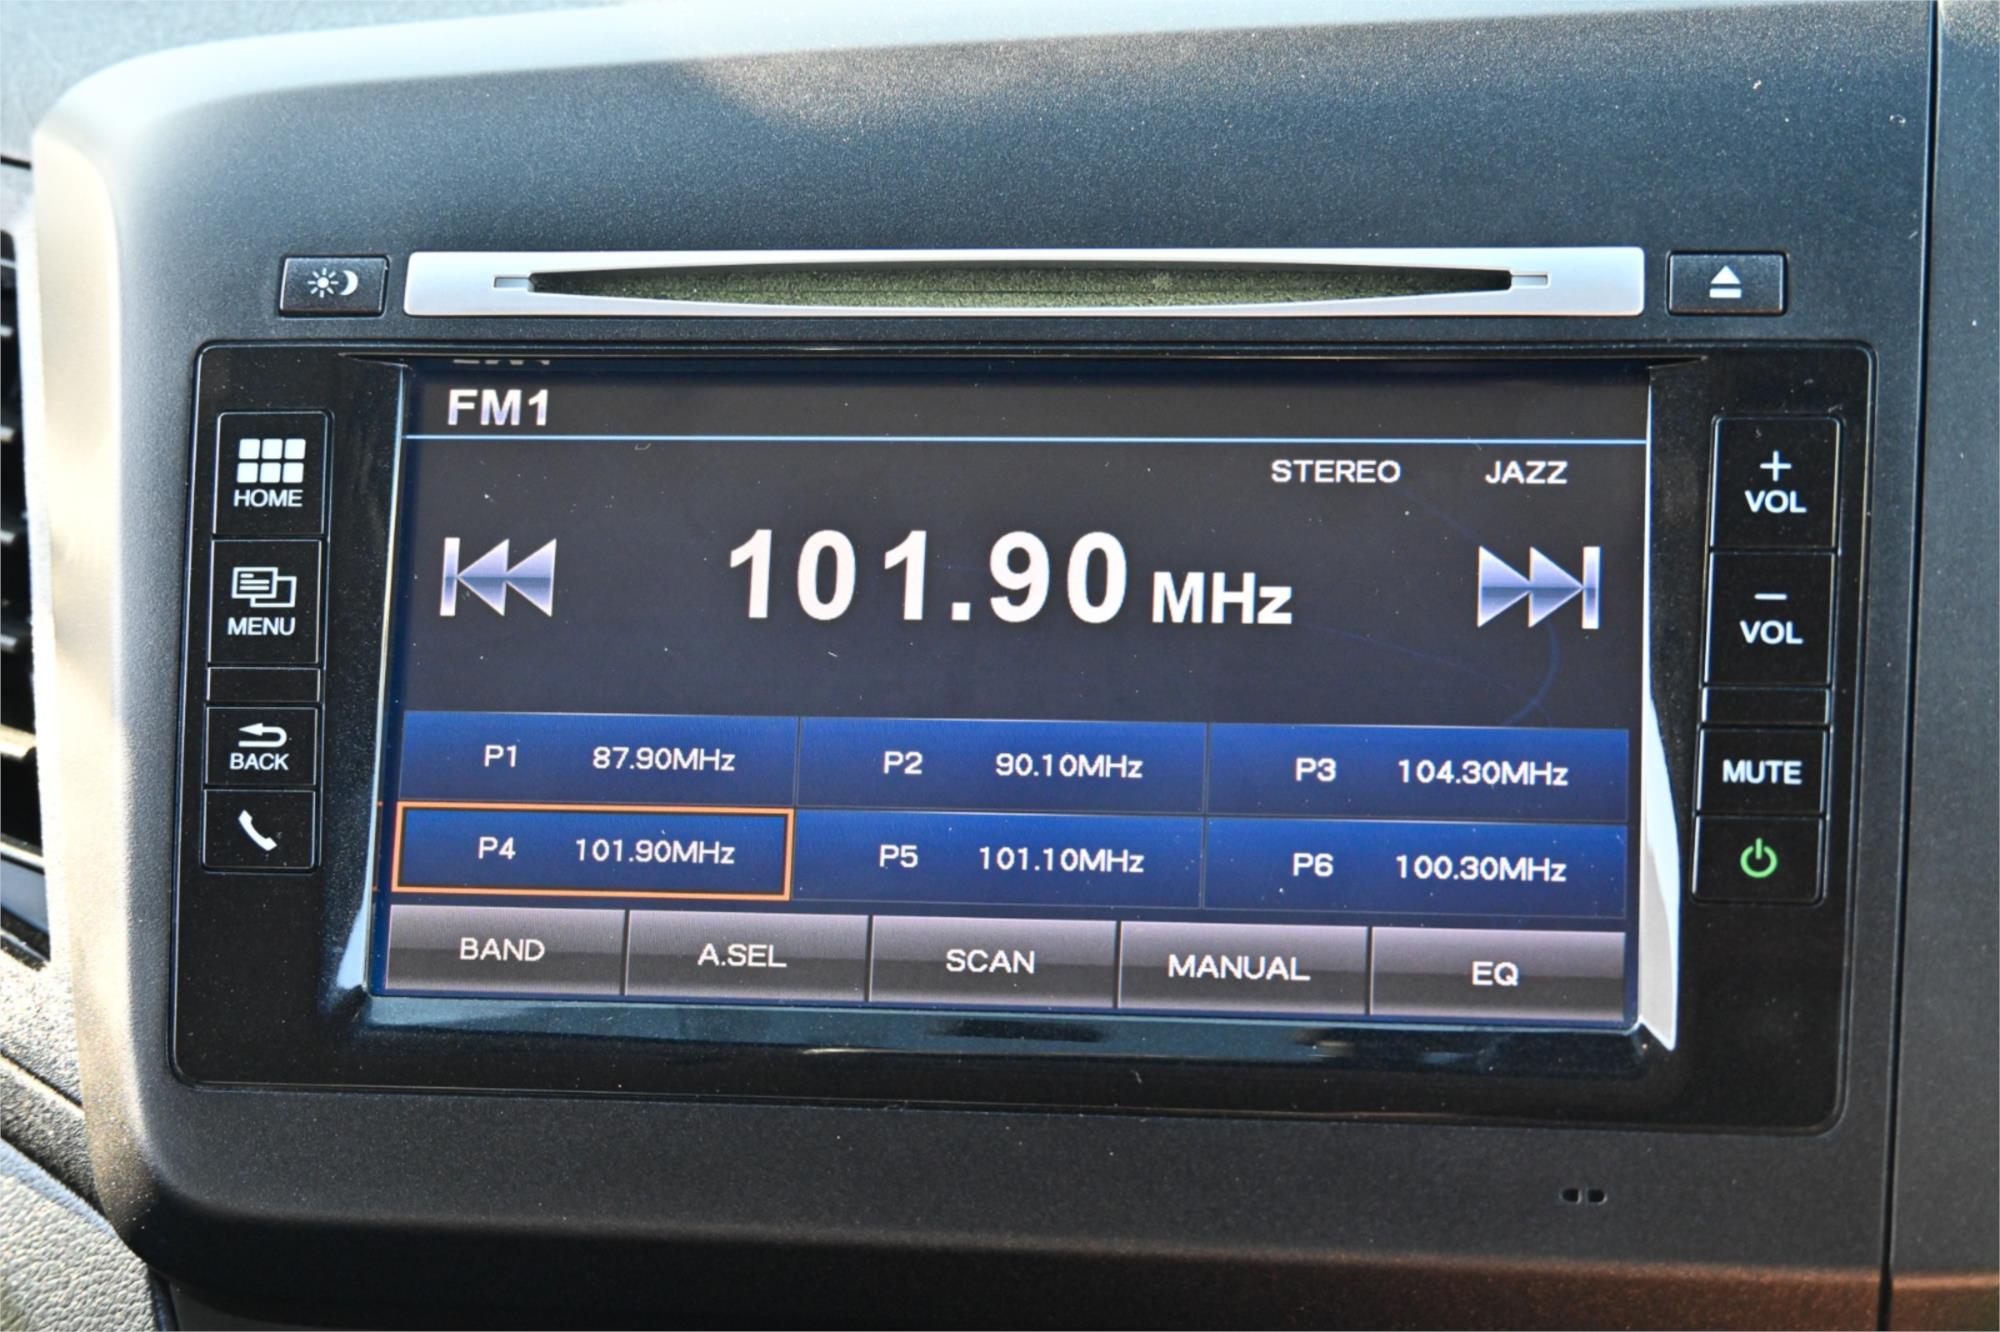 FM1
STEREO JAZZ
101.90 MHz
P1 87.90MHz P2 90.10MHz P3 104.30MHz
P4 101.90MHz P5 101.10MHz P6 100.30MHz
BAND A.SEL SCAN MANUAL EQ
HOME
MENU
BACK
+
VOL
−
VOL
MUTE